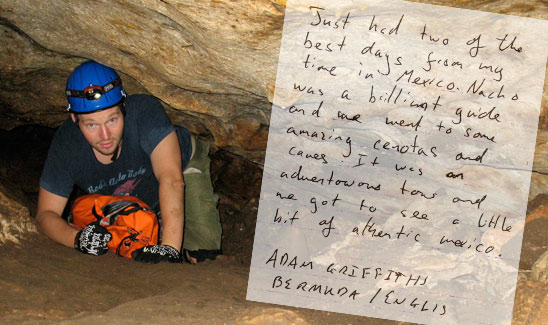 Just had two of the
best days from my
time in Mexico. Nacho
was a brilliant guide
and we went to some
amazing cenotas and
caves. It was an
adventourous tour and
we got to see a little
bit of athentic mexico.
ADAM GRIFFITHS
BERMUDA / ENGLIS